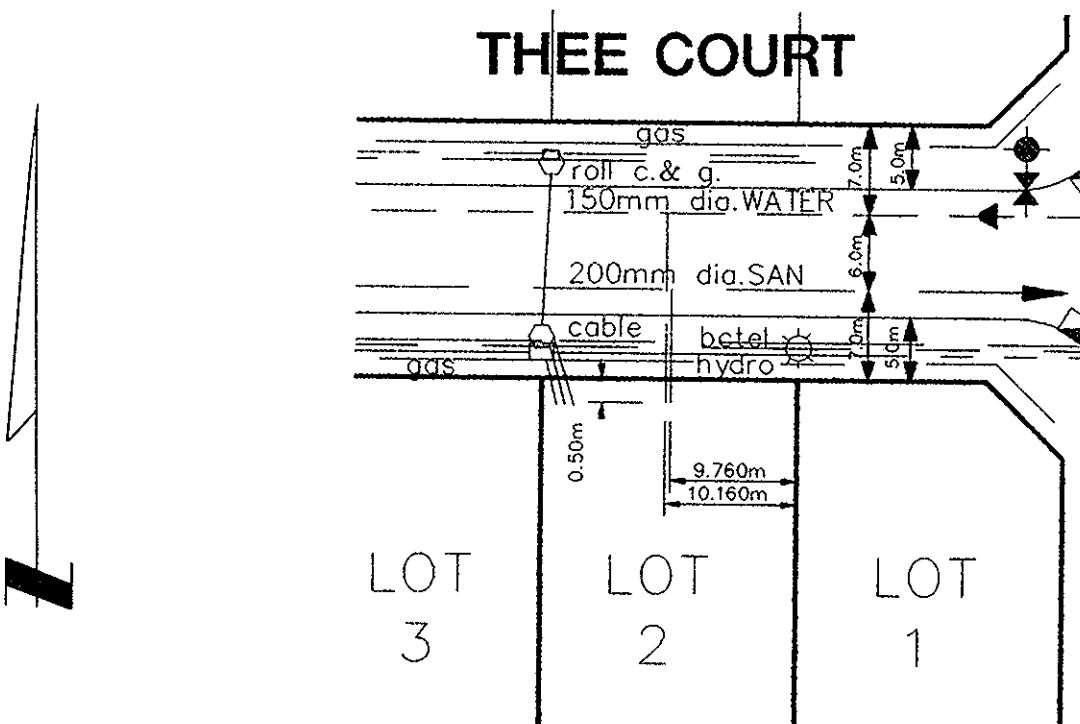 THEE COURT
gas
roll c.& g.
150mm dia.WATER
7.0m
5.0m
6.0m
200mm dia.SAN
cable
bctel
gas
hydro
7.0m
5.0m
0.50m
9.760m
10.160m
LOT 3
LOT 2
LOT 1